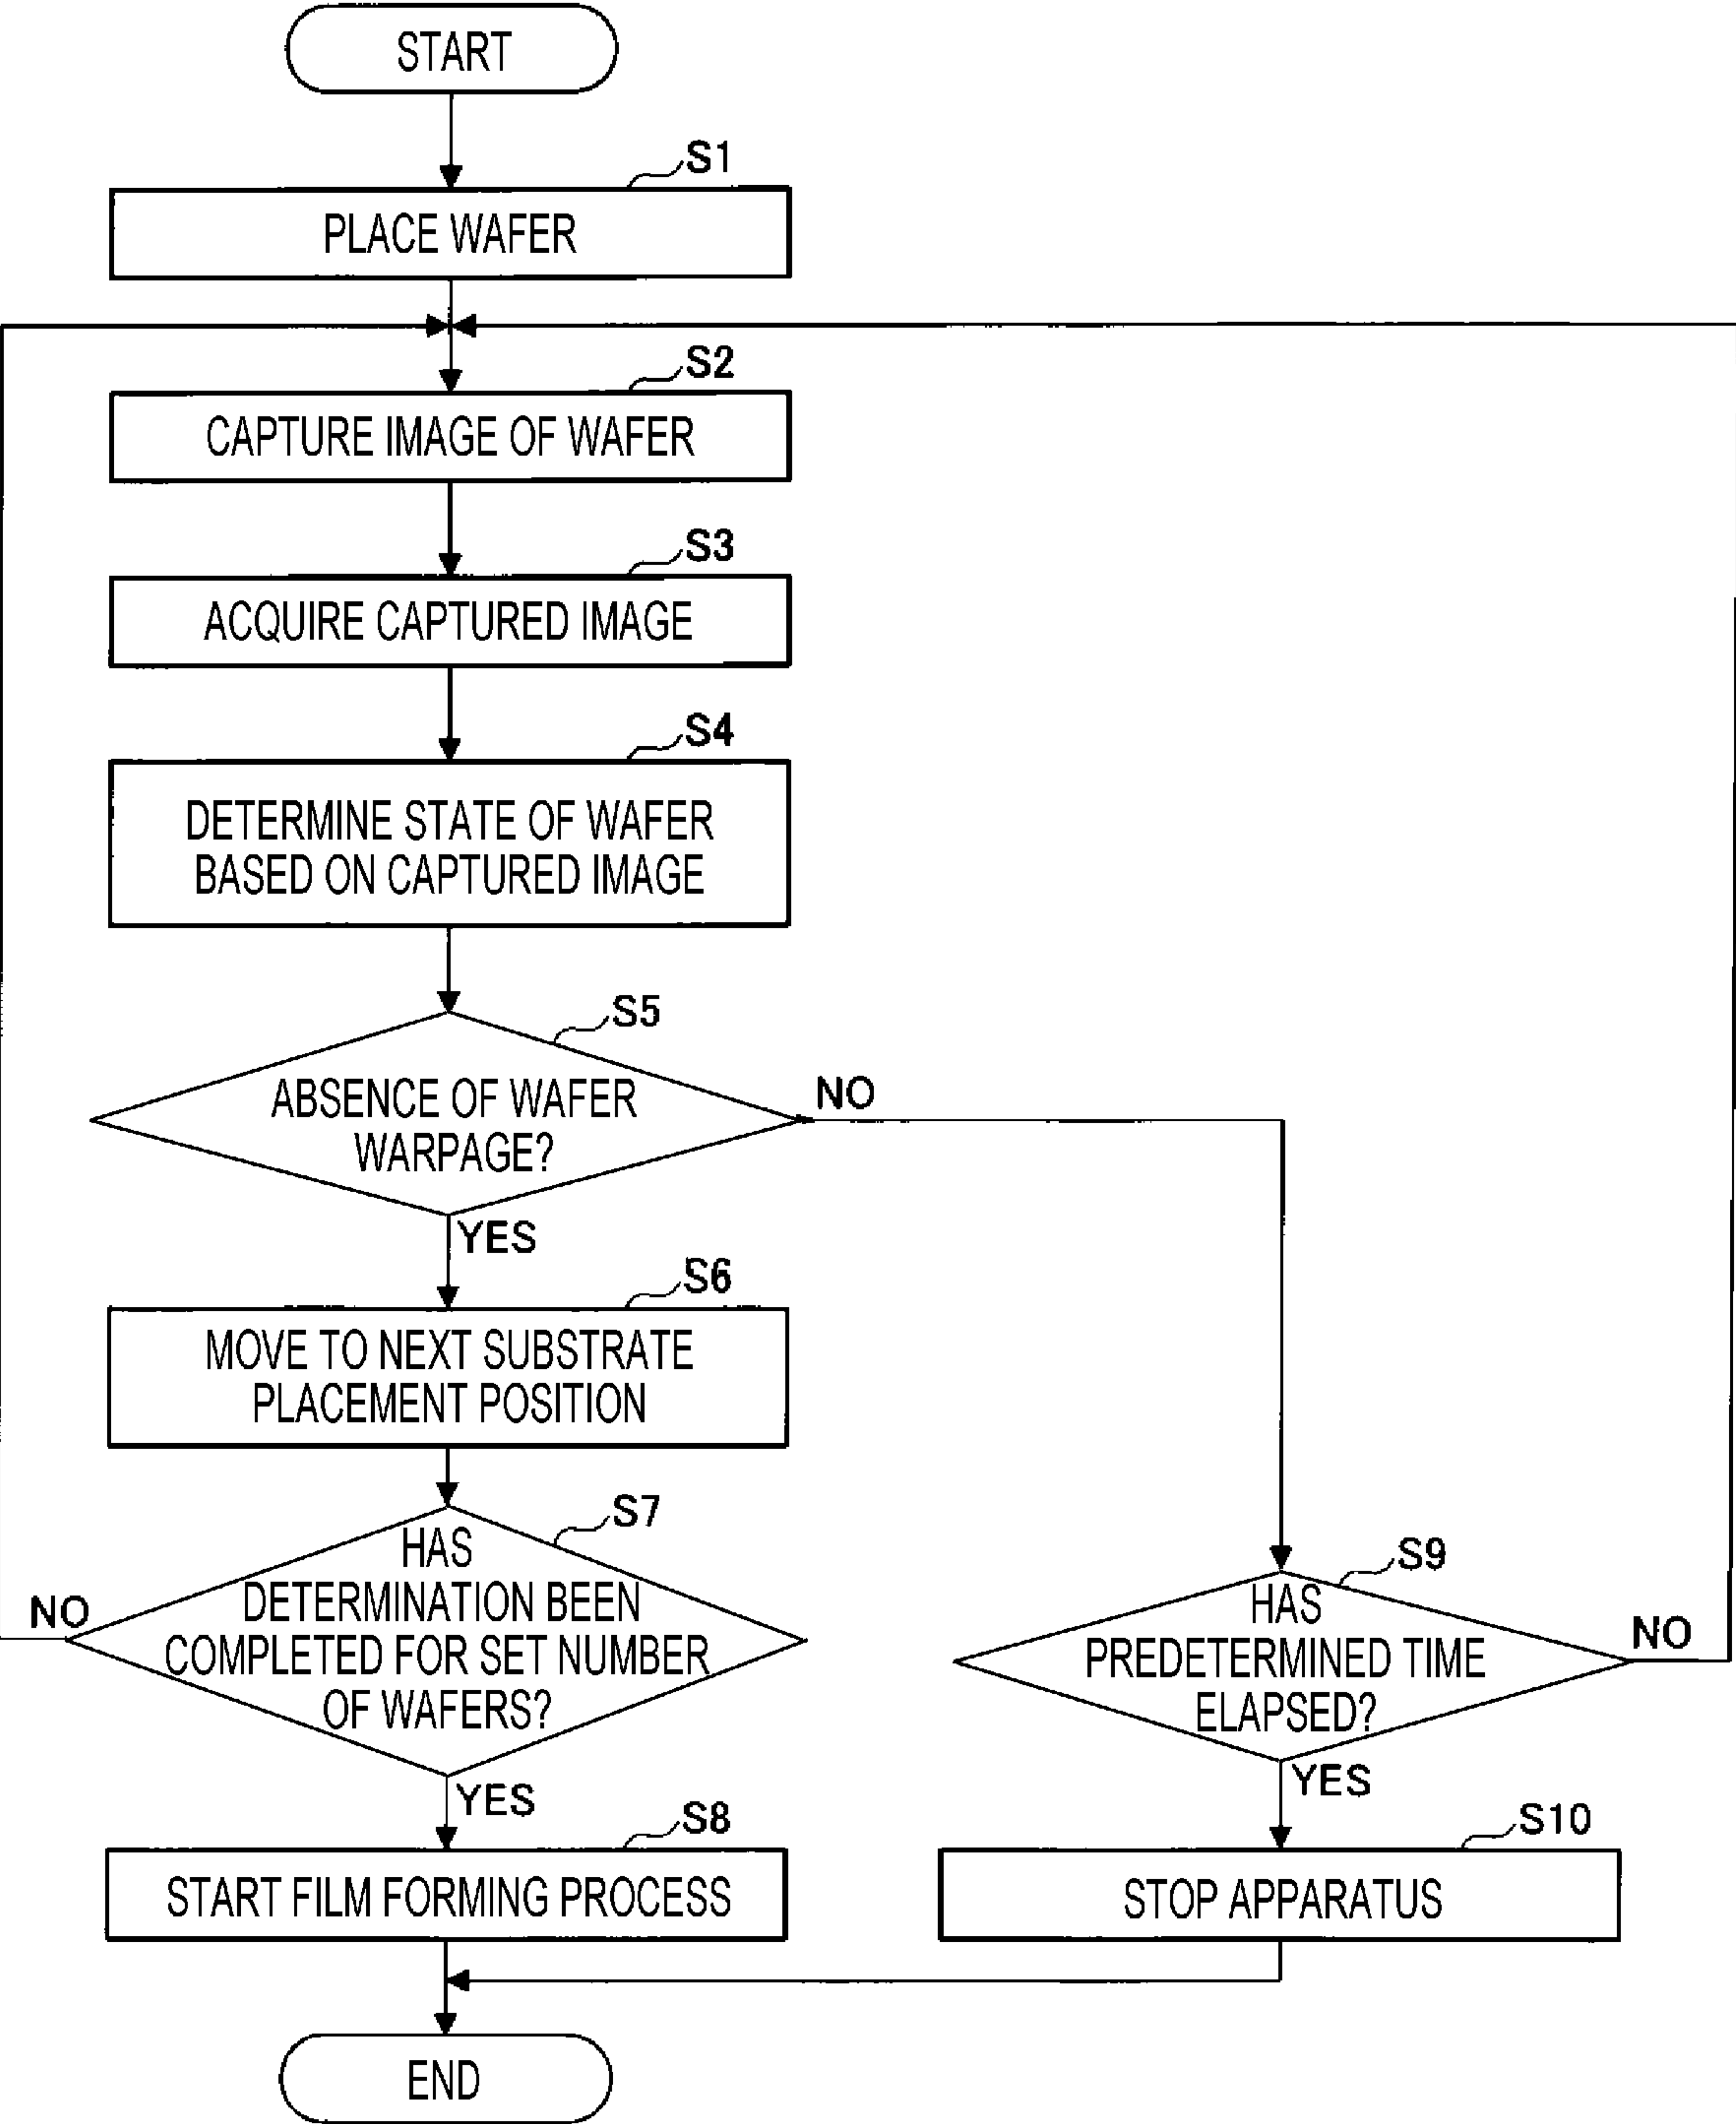 START
S1
PLACE WAFER
S2
CAPTURE IMAGE OF WAFER
S3
ACQUIRE CAPTURED IMAGE
S4
DETERMINE STATE OF WAFER
BASED ON CAPTURED IMAGE
S5
ABSENCE OF WAFER
WARPAGE?
NO
YES
S6
MOVE TO NEXT SUBSTRATE
PLACEMENT POSITION
S7
HAS
DETERMINATION BEEN
COMPLETED FOR SET NUMBER
OF WAFERS?
NO
YES
S8
START FILM FORMING PROCESS
S9
HAS
PREDETERMINED TIME
ELAPSED?
NO
YES
S10
STOP APPARATUS
END